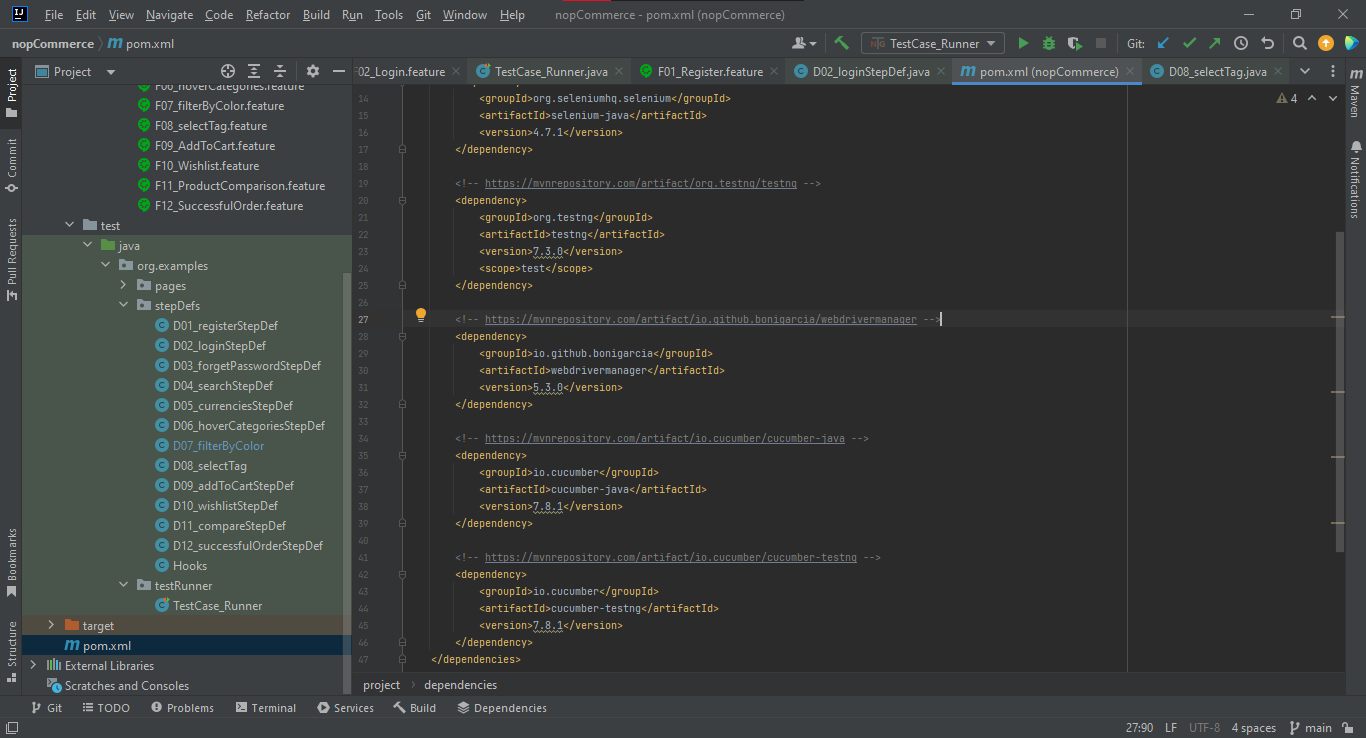 File Edit View Navigate Code Refactor Build Run Tools Git Window Help nopCommerce - pom.xml (nopCommerce)
nopCommerce pom.xml TestCase_Runner Git:
Project
F02_Login.feature TestCase_Runner.java F01_Register.feature D02_loginStepDef.java pom.xml (nopCommerce) D08_selectTag.java
Project
Commit
Pull Requests
Bookmarks
Structure
F06_hoverCategories.feature
F07_filterByColor.feature
F08_selectTag.feature
F09_AddToCart.feature
F10_Wishlist.feature
F11_ProductComparison.feature
F12_SuccessfulOrder.feature
test
java
org.examples
pages
stepDefs
D01_registerStepDef
D02_loginStepDef
D03_forgetPasswordStepDef
D04_searchStepDef
D05_currenciesStepDef
D06_hoverCategoriesStepDef
D07_filterByColor
D08_selectTag
D09_addToCartStepDef
D10_wishlistStepDef
D11_compareStepDef
D12_successfulOrderStepDef
Hooks
testRunner
TestCase_Runner
target
pom.xml
External Libraries
Scratches and Consoles
14 <groupId>org.seleniumhq.selenium</groupId>
15 <artifactId>selenium-java</artifactId>
16 <version>4.7.1</version>
17 </dependency>
18
19 <!-- https://mvnrepository.com/artifact/org.testng/testng -->
20 <dependency>
21 <groupId>org.testng</groupId>
22 <artifactId>testng</artifactId>
23 <version>7.3.0</version>
24 <scope>test</scope>
25 </dependency>
26
27 <!-- https://mvnrepository.com/artifact/io.github.bonigarcia/webdrivermanager -->
28 <dependency>
29 <groupId>io.github.bonigarcia</groupId>
30 <artifactId>webdrivermanager</artifactId>
31 <version>5.3.0</version>
32 </dependency>
33
34 <!-- https://mvnrepository.com/artifact/io.cucumber/cucumber-java -->
35 <dependency>
36 <groupId>io.cucumber</groupId>
37 <artifactId>cucumber-java</artifactId>
38 <version>7.8.1</version>
39 </dependency>
40
41 <!-- https://mvnrepository.com/artifact/io.cucumber/cucumber-testng -->
42 <dependency>
43 <groupId>io.cucumber</groupId>
44 <artifactId>cucumber-testng</artifactId>
45 <version>7.8.1</version>
46 </dependency>
47 </dependencies>
4
Maven
Notifications
project dependencies
Git TODO Problems Terminal Services Build Dependencies
27:90 LF UTF-8 4 spaces main